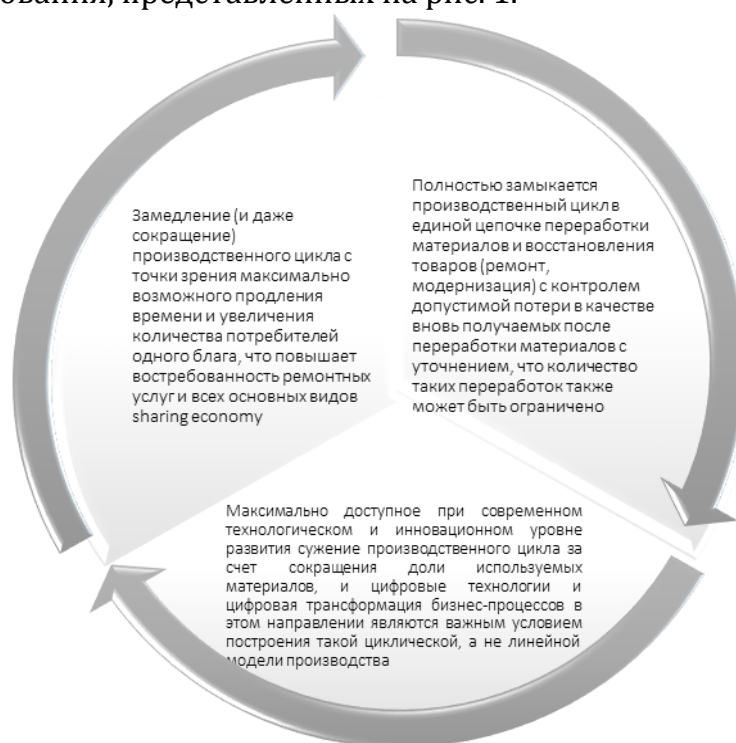 ования, представленных на рис. 1.
Замедление (и даже
сокращение)
производственного цикла с
точки зрения максимально
возможного продления
времени и увеличения
количества потребителей
одного блага, что повышает
востребованность ремонтных
услуг и всех основных видов
sharing economy
Полностью замыкается
производственный цикл в
единой цепочке переработки
материалов и восстановления
товаров (ремонт,
модернизация) с контролем
допустимой потери в качестве
вновь получаемых после
переработки материалов с
уточнением, что количество
таких переработок также
может быть ограничено
Максимально доступное при современном
технологическом и инновационном уровне
развития сужение производственного цикла за
счет сокращения доли используемых
материалов, и цифровые технологии и
цифровая трансформация бизнес-процессов в
этом направлении являются важным условием
построения такой циклической, а не линейной
модели производства